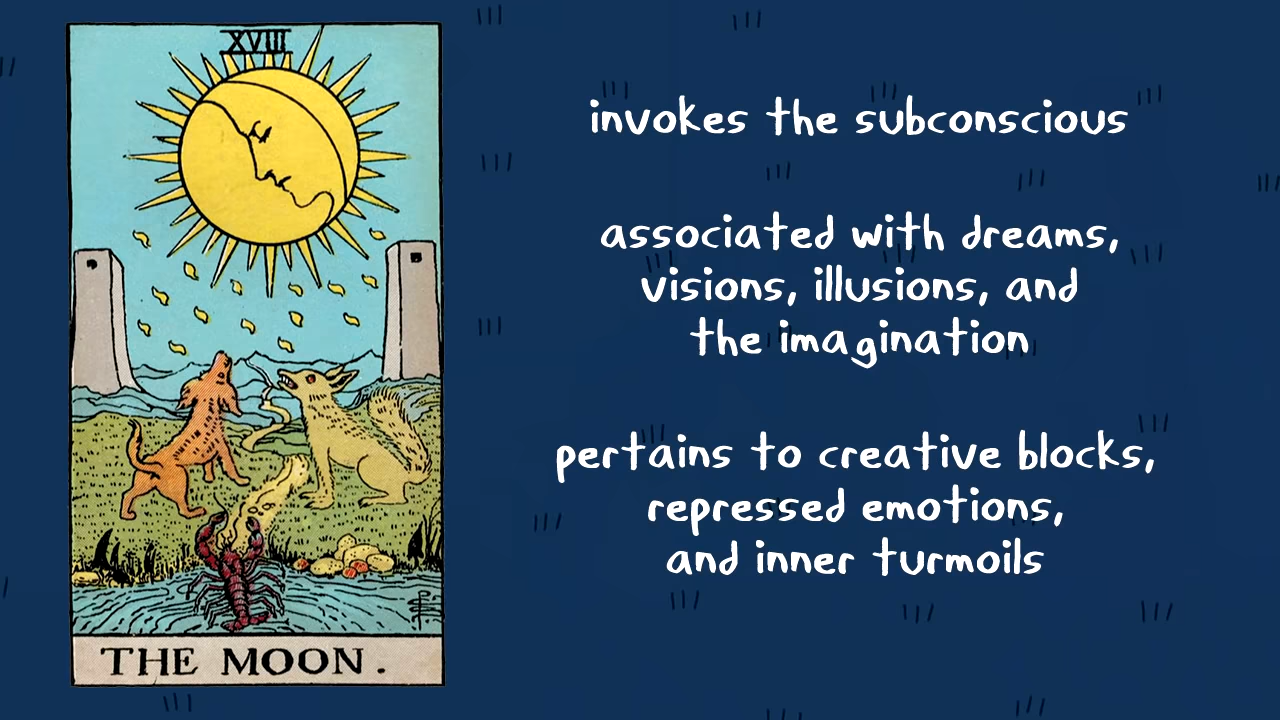 XVIII
THE MOON.
invokes the subconscious
associated with dreams,
visions, illusions, and
the imagination
pertains to creative blocks,
repressed emotions,
and inner turmoils